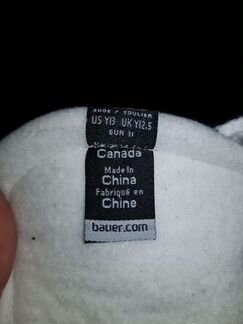 SHOE / SOULIER
US Y13 UK Y12.5
EUR 31
Canada
Made in
China
Fabriqué en
Chine
bauer.com